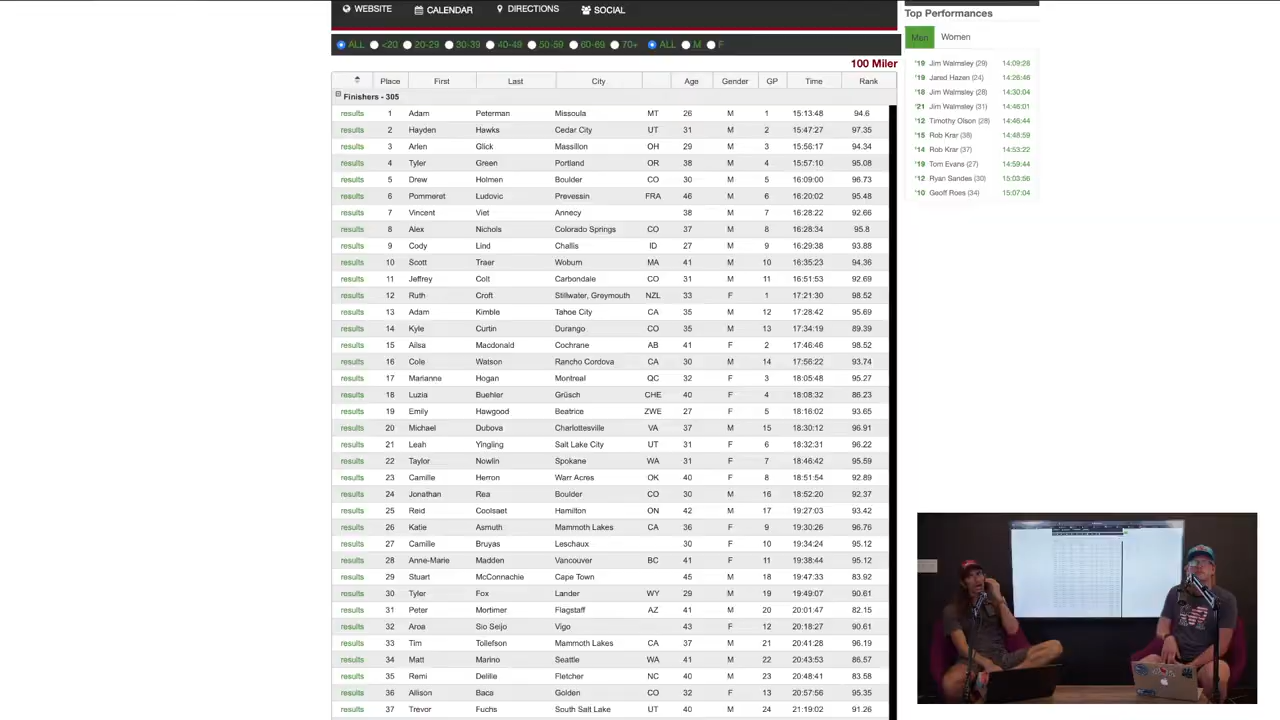 WEBSITE CALENDAR DIRECTIONS SOCIAL
Top Performances
Men Women
ALL <20 20-29 30-39 40-49 50-59 60-69 70+ ALL M F
100 Miler
'19 Jim Walmsley (29) 14:09:28
'19 Jared Hazen (24) 14:26:46
'18 Jim Walmsley (28) 14:30:04
'21 Jim Walmsley (31) 14:46:01
'12 Timothy Olson (28) 14:46:44
'15 Rob Krar (38) 14:48:59
'14 Rob Krar (37) 14:53:22
'19 Tom Evans (27) 14:59:44
'12 Ryan Sandes (30) 15:03:56
'10 Geoff Roes (34) 15:07:04
Place First Last City Age Gender GP Time Rank
Finishers - 305
results 1 Adam Peterman Missoula MT 26 M 1 15:13:48 94.6
results 2 Hayden Hawks Cedar City UT 31 M 2 15:47:27 97.35
results 3 Arlen Glick Massillon OH 29 M 3 15:56:17 94.34
results 4 Tyler Green Portland OR 38 M 4 15:57:10 95.08
results 5 Drew Holmen Boulder CO 30 M 5 16:09:00 96.73
results 6 Pommeret Ludovic Prevessin FRA 46 M 6 16:20:02 95.48
results 7 Vincent Viet Annecy 38 M 7 16:28:22 92.66
results 8 Alex Nichols Colorado Springs CO 37 M 8 16:28:34 95.8
results 9 Cody Lind Challis ID 27 M 9 16:29:38 93.88
results 10 Scott Traer Woburn MA 41 M 10 16:35:23 94.36
results 11 Jeffrey Colt Carbondale CO 31 M 11 16:51:53 92.69
results 12 Ruth Croft Stillwater, Greymouth NZL 33 F 1 17:21:30 98.52
results 13 Adam Kimble Tahoe City CA 35 M 12 17:28:42 95.69
results 14 Kyle Curtin Durango CO 35 M 13 17:34:19 89.39
results 15 Ailsa Macdonald Cochrane AB 41 F 2 17:46:46 98.52
results 16 Cole Watson Rancho Cordova CA 30 M 14 17:56:22 93.74
results 17 Marianne Hogan Montreal QC 32 F 3 18:05:48 95.27
results 18 Luzia Buehler Grüsch CHE 40 F 4 18:08:32 86.23
results 19 Emily Hawgood Beatrice ZWE 27 F 5 18:16:02 93.65
results 20 Michael Dubova Charlottesville VA 37 M 15 18:30:12 96.91
results 21 Leah Yingling Salt Lake City UT 31 F 6 18:32:31 96.22
results 22 Taylor Nowlin Spokane WA 31 F 7 18:46:42 95.59
results 23 Camille Herron Warr Acres OK 40 F 8 18:51:54 92.89
results 24 Jonathan Rea Boulder CO 30 M 16 18:52:20 92.37
results 25 Reid Coolsaet Hamilton ON 42 M 17 19:27:03 93.42
results 26 Katie Asmuth Mammoth Lakes CA 36 F 9 19:30:26 96.76
results 27 Camille Bruyas Leschaux 30 F 10 19:34:24 95.12
results 28 Anne-Marie Madden Vancouver BC 41 F 11 19:38:44 95.12
results 29 Stuart McConnachie Cape Town 45 M 18 19:47:33 83.92
results 30 Tyler Fox Lander WY 29 M 19 19:49:07 90.61
results 31 Peter Mortimer Flagstaff AZ 41 M 20 20:01:47 82.15
results 32 Aroa Sio Seijo Vigo 43 F 12 20:18:27 90.61
results 33 Tim Tollefson Mammoth Lakes CA 37 M 21 20:41:28 96.19
results 34 Matt Marino Seattle WA 41 M 22 20:43:53 86.57
results 35 Remi Delille Fletcher NC 40 M 23 20:48:41 83.58
results 36 Allison Baca Golden CO 32 F 13 20:57:56 95.35
results 37 Trevor Fuchs South Salt Lake UT 40 M 24 21:19:02 91.26